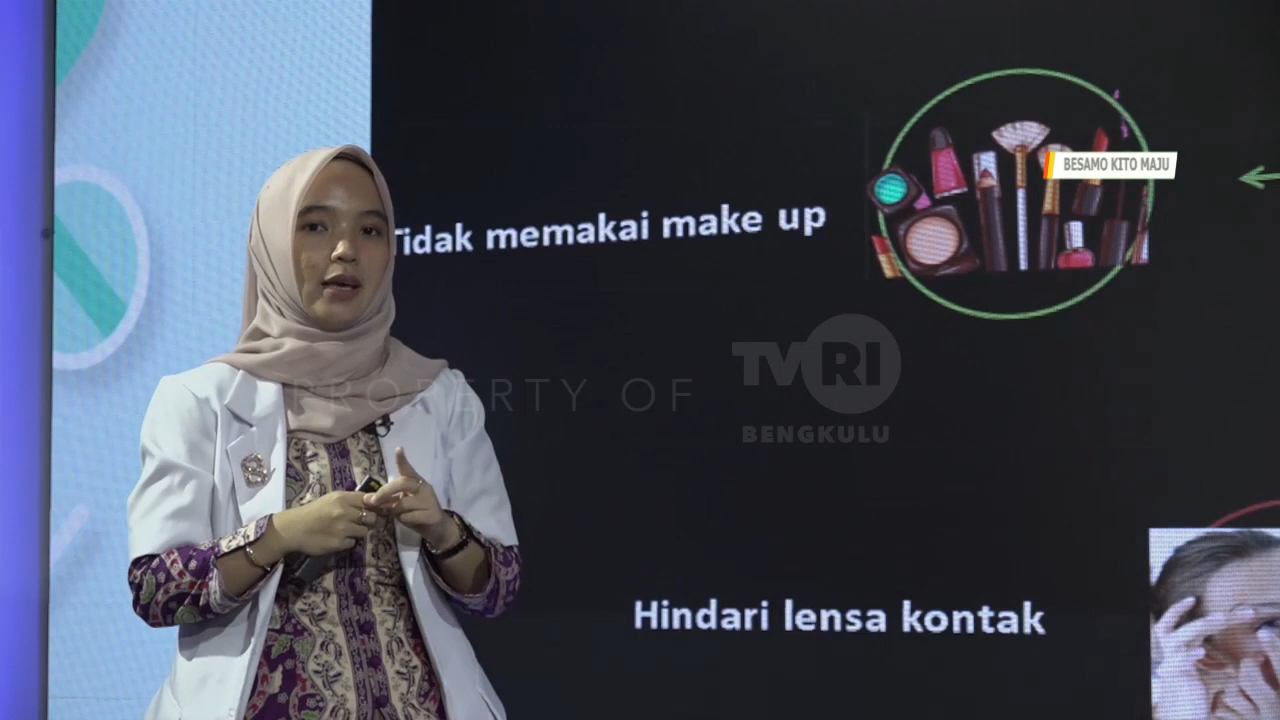 BESAMO KITO MAJU
Tidak memakai make up
PROPERTY OF TVRI
BENGKULU
Hindari lensa kontak